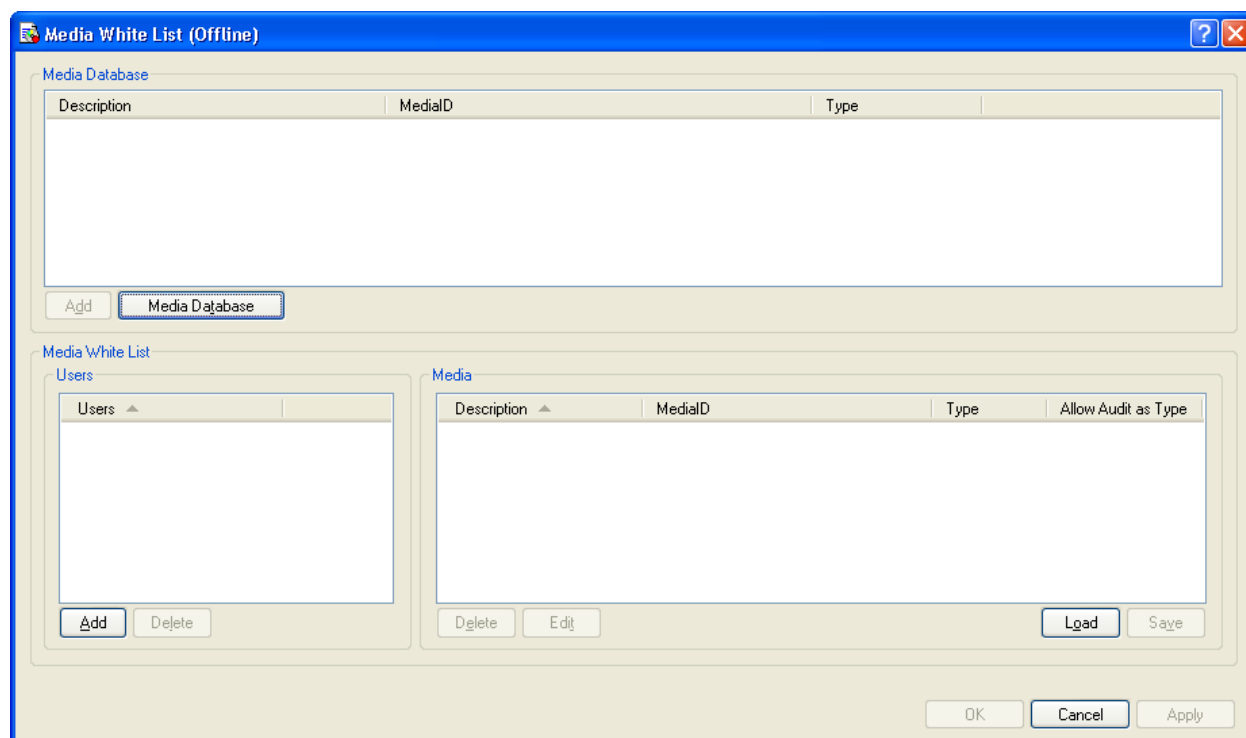 Media White List (Offline)
Media Database
Description MediaID Type
Add Media Database
Media White List
Users
Media
Users
Description MediaID Type Allow Audit as Type
Add Delete
Delete Edit Load Save
OK Cancel Apply